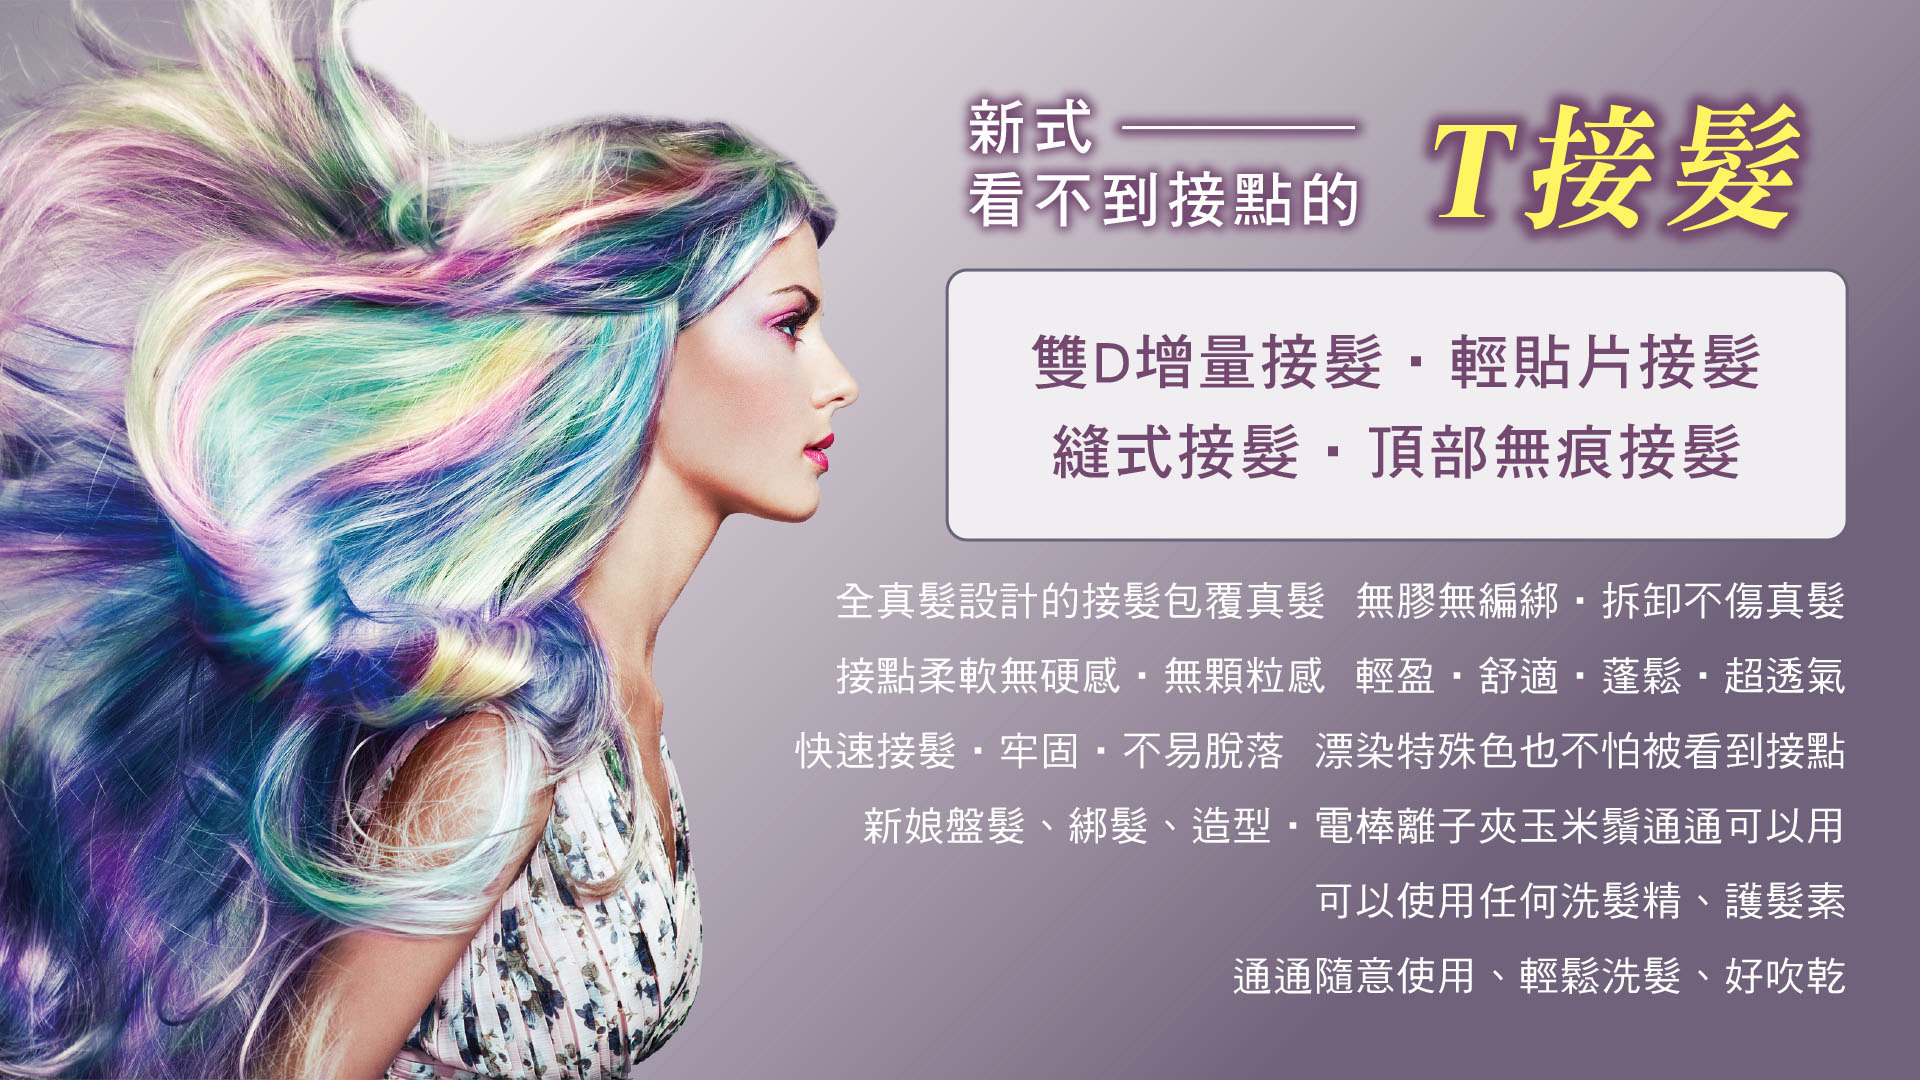 新式
看不到接點的
T接髮
雙D增量接髮▪輕貼片接髮
縫式接髮▪頂部無痕接髮
全真髮設計的接髮包覆真髮 無膠無編綁▪拆卸不傷真髮
接點柔軟無硬感▪無顆粒感 輕盈▪舒適▪蓬鬆▪超透氣
快速接髮▪牢固▪不易脫落 漂染特殊色也不怕被看到接點
新娘盤髮、綁髮、造型▪電棒離子夾玉米鬚通通可以用
可以使用任何洗髮精、護髮素
通通隨意使用、輕鬆洗髮、好吹乾